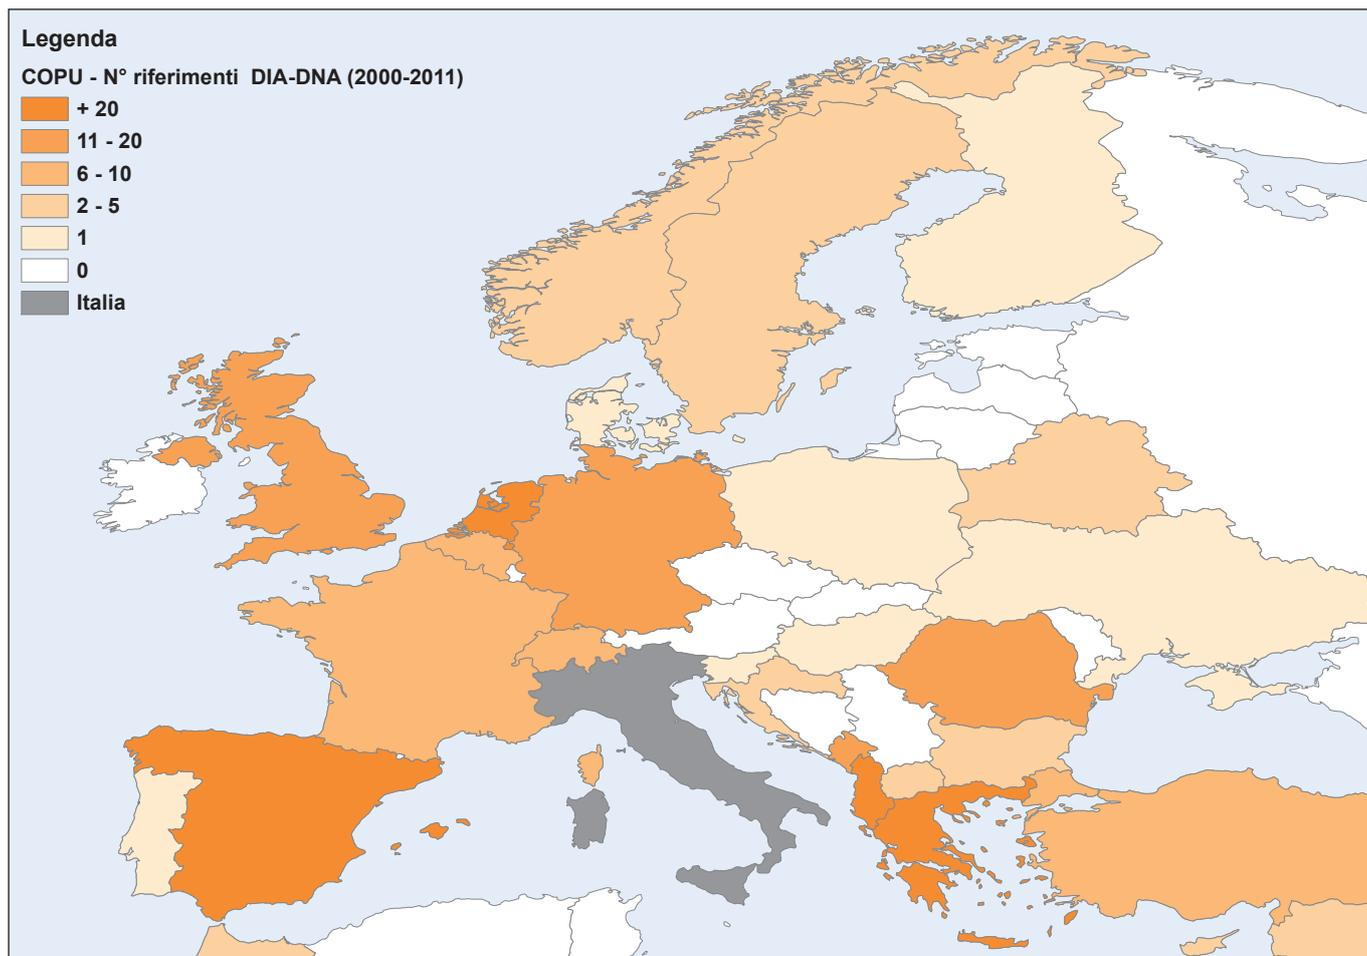 Legenda
COPU - N° riferimenti DIA-DNA (2000-2011)
+ 20
11 - 20
6 - 10
2 - 5
1
0
Italia